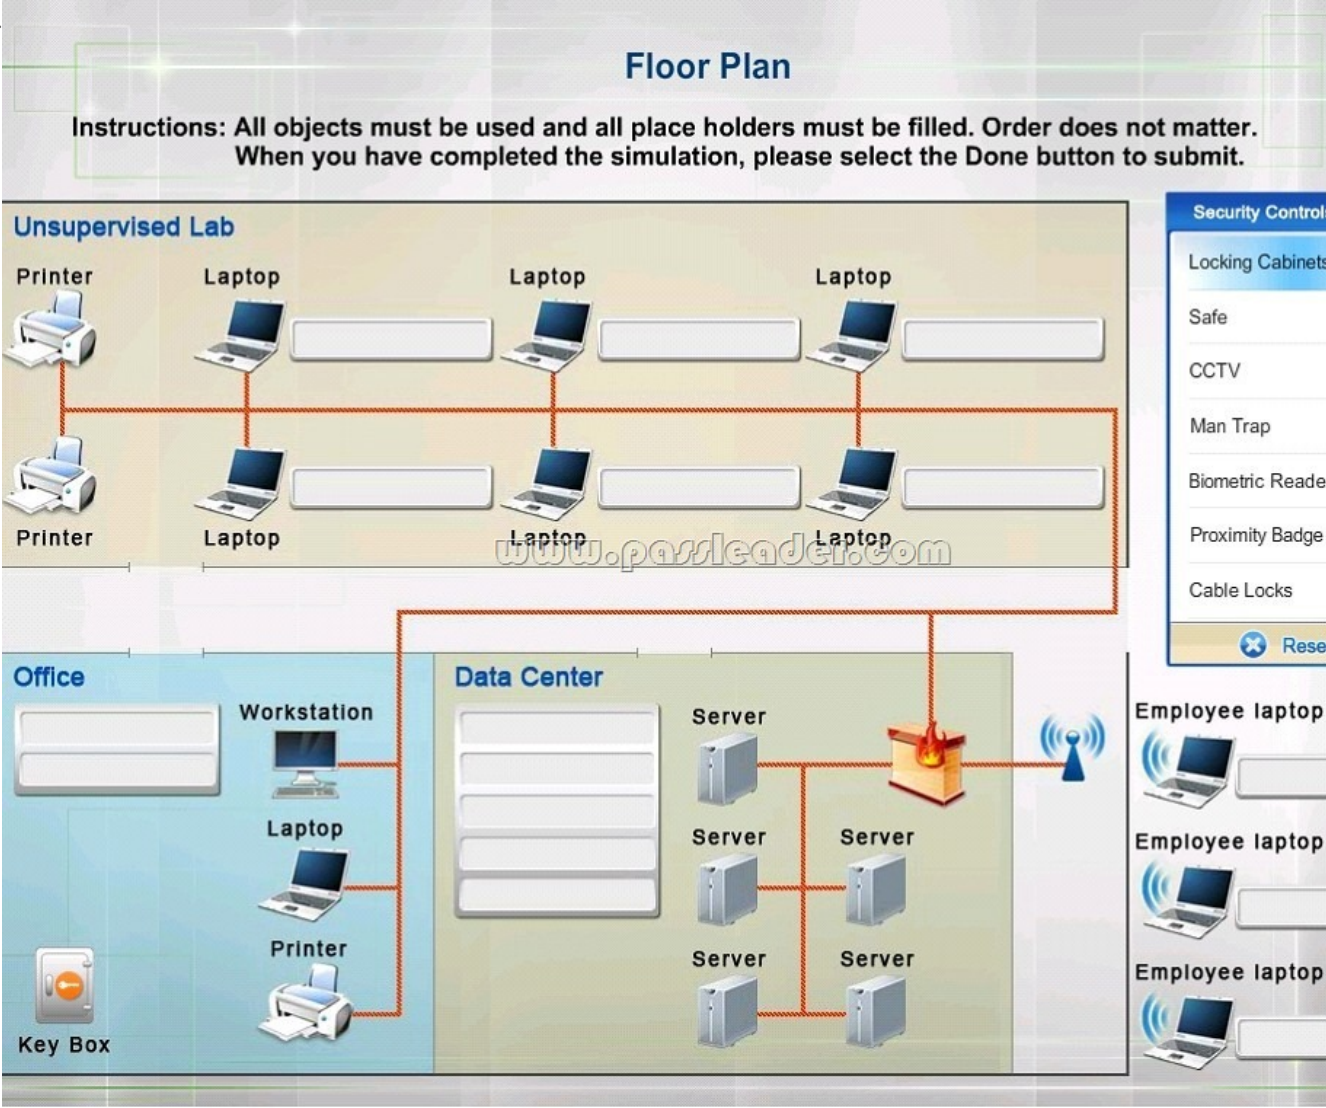 Floor Plan
Instructions: All objects must be used and all place holders must be filled. Order does not matter.
When you have completed the simulation, please select the Done button to submit.
Unsupervised Lab
Printer
Laptop
Laptop
Laptop
Printer
Laptop
Laptop
Laptop
www.passleader.com
Security Controls
Locking Cabinets
Safe
CCTV
Man Trap
Biometric Reade
Proximity Badge
Cable Locks
Rese
Office
Workstation
Laptop
Printer
Key Box
Data Center
Server
Server
Server
Server
Server
Employee laptop
Employee laptop
Employee laptop